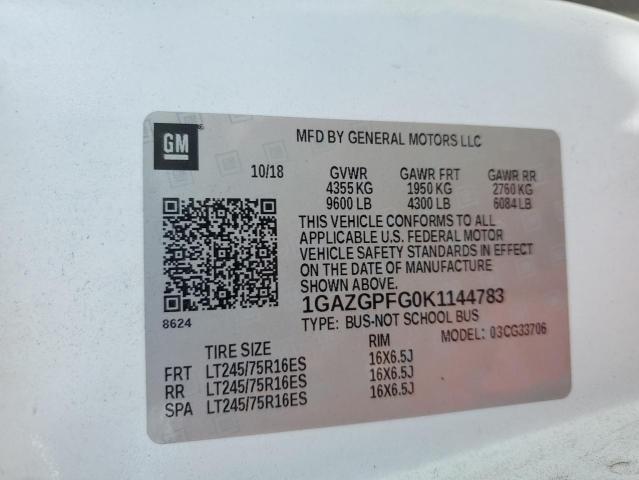 GM
MFD BY GENERAL MOTORS LLC
10/18 GVWR GAWR FRT GAWR RR
4355 KG 1950 KG 2760 KG
9600 LB 4300 LB 6084 LB
THIS VEHICLE CONFORMS TO ALL
APPLICABLE U.S. FEDERAL MOTOR
VEHICLE SAFETY STANDARDS IN EFFECT
ON THE DATE OF MANUFACTURE
SHOWN ABOVE.
1GAZGPFG0K1144783
8624
TYPE: BUS-NOT SCHOOL BUS
MODEL: 03CG33706
TIRE SIZE RIM
FRT LT245/75R16ES 16X6.5J
RR LT245/75R16ES 16X6.5J
SPA LT245/75R16ES 16X6.5J